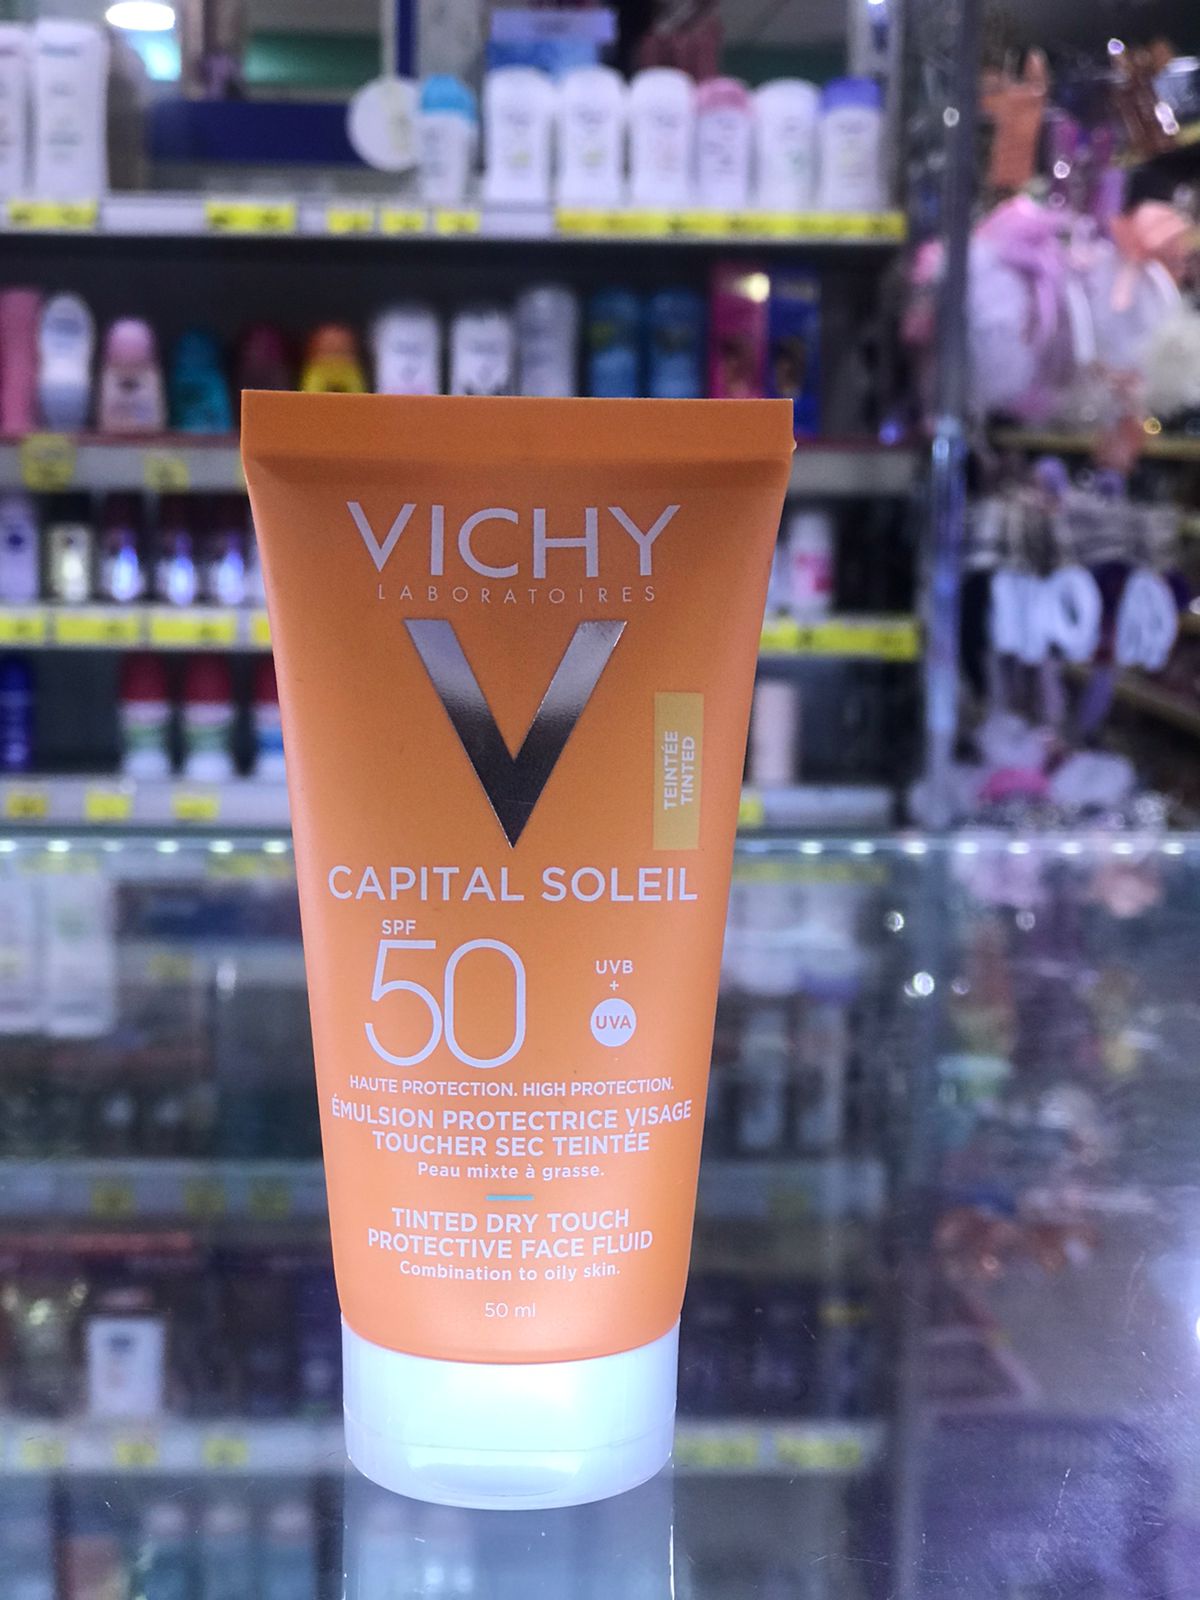 VICHY
LABORATOIRES
TEINTÉE
TINTED
CAPITAL SOLEIL
SPF
50
UVB
+
UVA
HAUTE PROTECTION. HIGH PROTECTION.
ÉMULSION PROTECTRICE VISAGE
TOUCHER SEC TEINTÉE
Peau mixte à grasse.
TINTED DRY TOUCH
PROTECTIVE FACE FLUID
Combination to oily skin.
50 ml